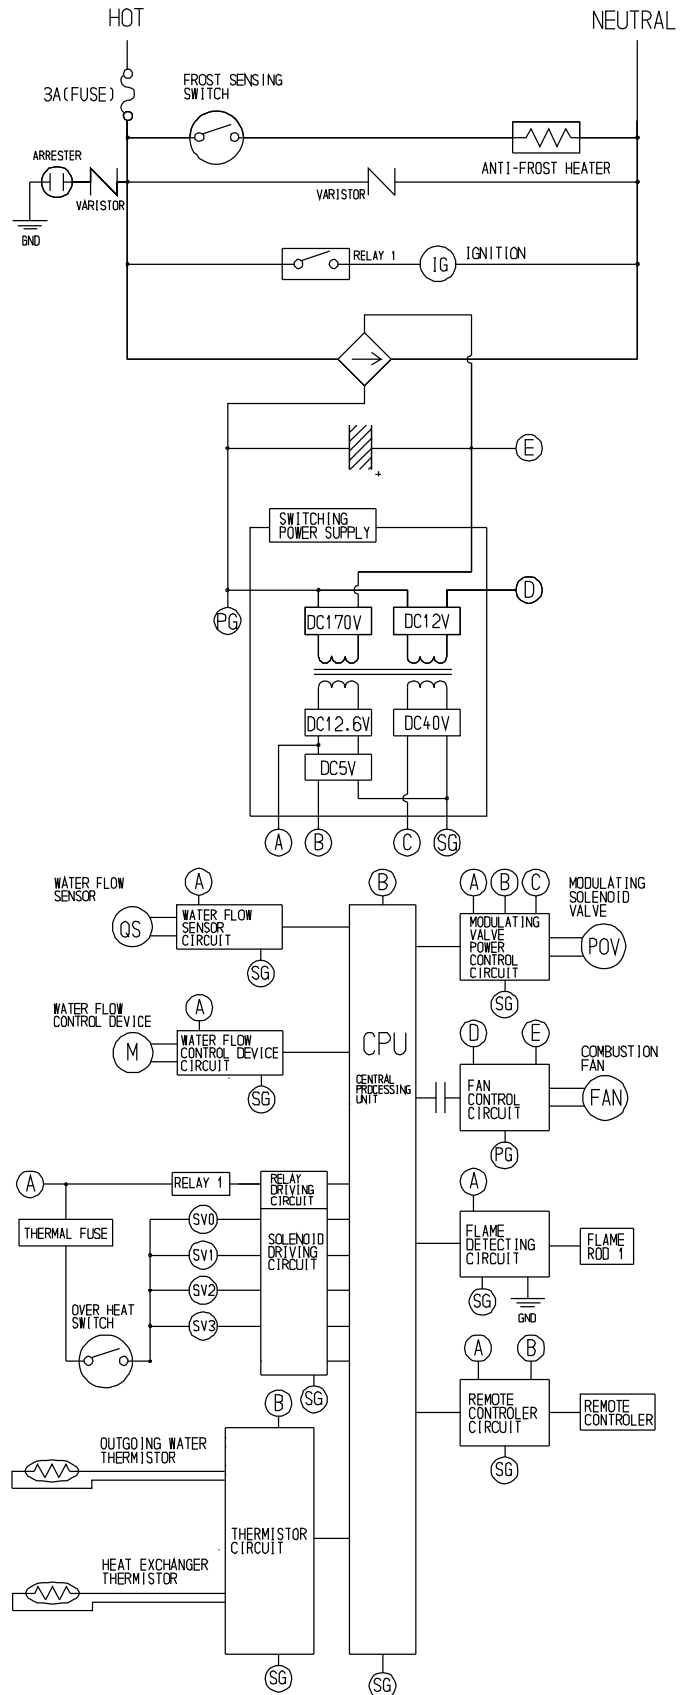 HOT
NEUTRAL
3A(FUSE)
FROST SENSING
SWITCH
ANTI-FROST HEATER
ARRESTER
VARISTOR
GND
VARISTOR
RELAY 1
IG
IGNITION
E
+
SWITCHING
POWER SUPPLY
PG
D
DC170V
DC12V
DC12.6V
DC40V
DC5V
A
B
C
SG
WATER FLOW
SENSOR
QS
A
WATER FLOW
SENSOR
CIRCUIT
SG
WATER FLOW
CONTROL DEVICE
M
A
WATER FLOW
CONTROL DEVICE
CIRCUIT
SG
B
CPU
CENTRAL
PROCESSING
UNIT
A
B
C
MODULATING
VALVE
POWER
CONTROL
CIRCUIT
SG
MODULATING
SOLENOID
VALVE
POV
D
E
FAN
CONTROL
CIRCUIT
PG
COMBUSTION
FAN
FAN
A
RELAY 1
RELAY
DRIVING
CIRCUIT
THERMAL FUSE
SV0
SV1
SV2
SV3
SOLENOID
DRIVING
CIRCUIT
OVER HEAT
SWITCH
SG
A
FLAME
DETECTING
CIRCUIT
SG
GND
FLAME
ROD 1
A
B
REMOTE
CONTROLER
CIRCUIT
SG
REMOTE
CONTROLER
B
OUTGOING WATER
THERMISTOR
THERMISTOR
CIRCUIT
HEAT EXCHANGER
THERMISTOR
SG
SG